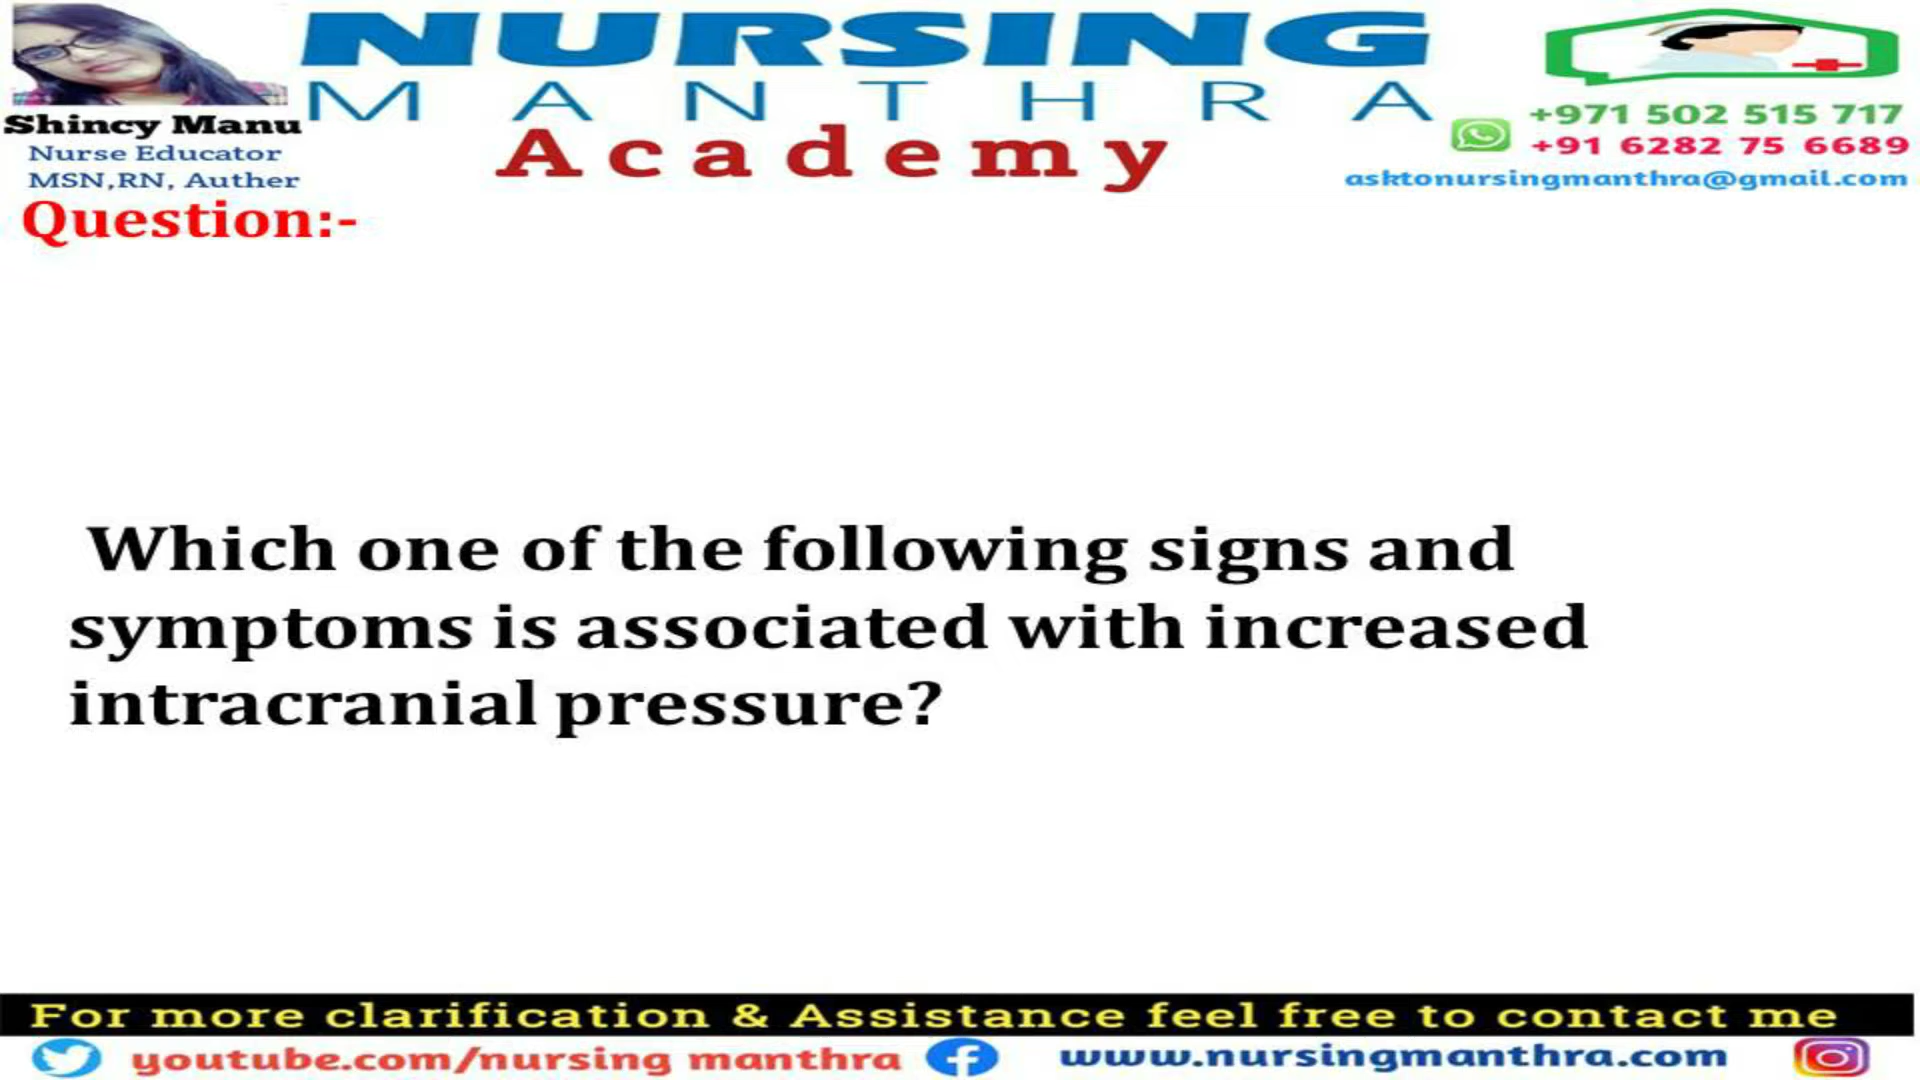 NURSING
MANTHRA
Academy
Shincy Manu
Nurse Educator
MSN,RN, Auther
+971 502 515 717
+91 6282 75 6689
asktonursingmanthra@gmail.com
Question:-
Which one of the following signs and
symptoms is associated with increased
intracranial pressure?
For more clarification & Assistance feel free to contact me
youtube.com/nursing manthra
www.nursingmanthra.com